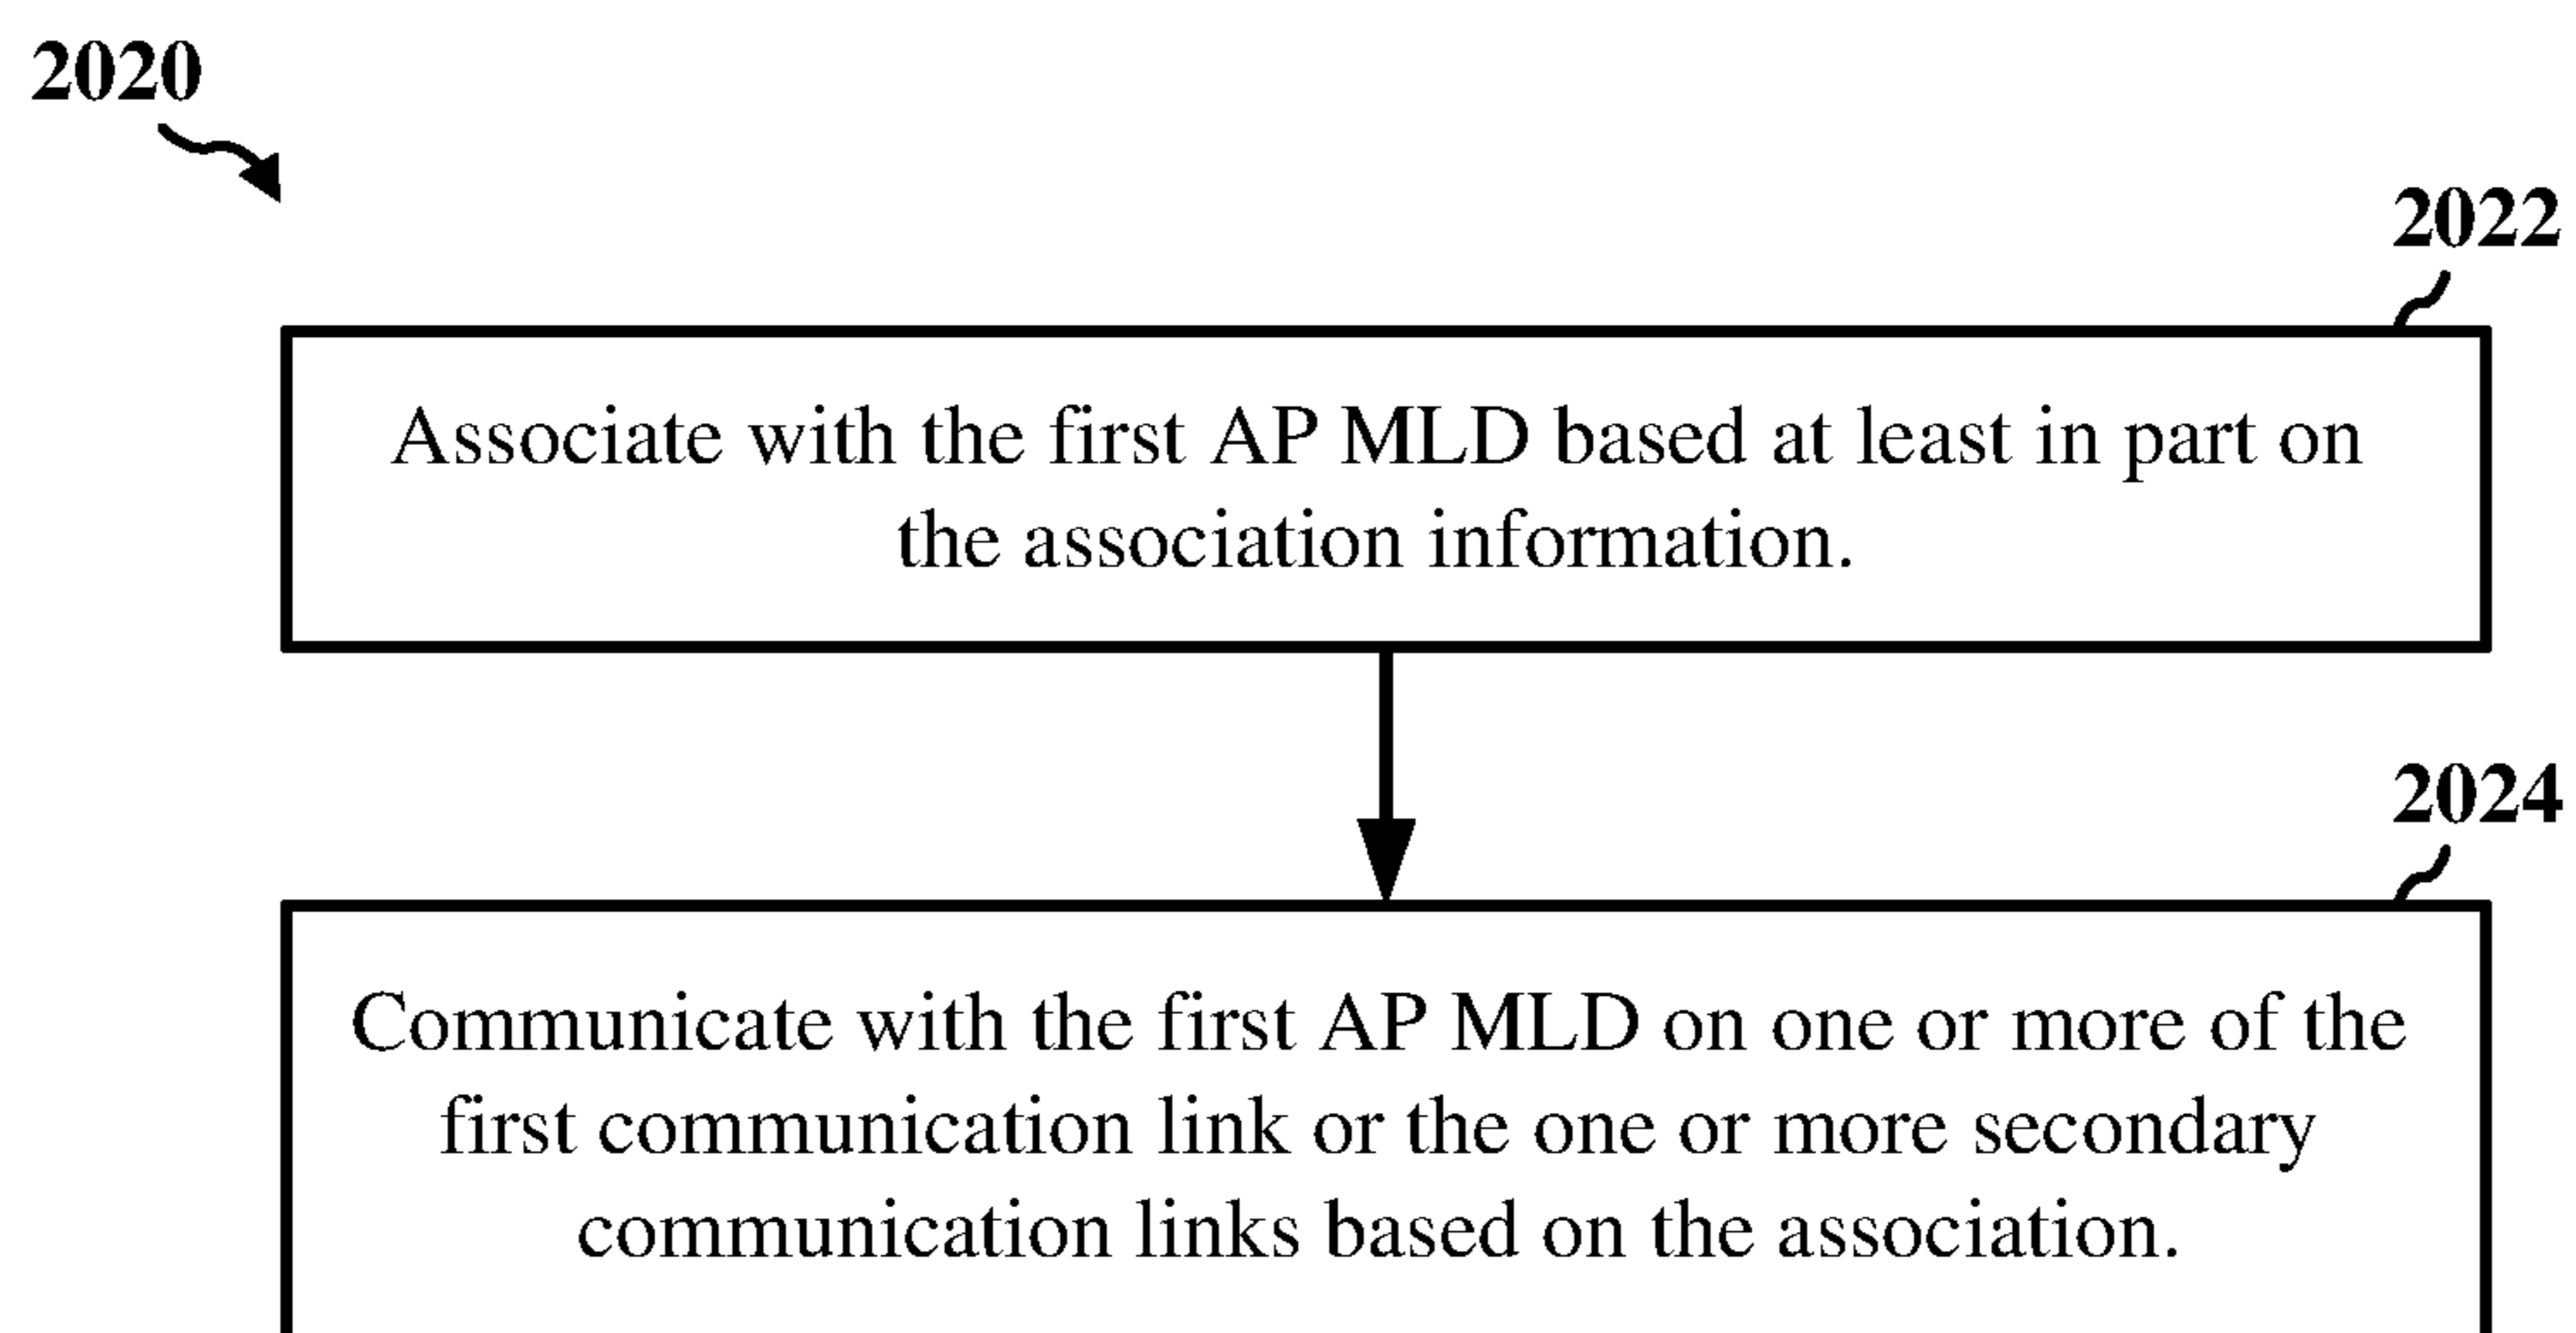 2020
2022
Associate with the first AP MLD based at least in part on
the association information.
2024
Communicate with the first AP MLD on one or more of the
first communication link or the one or more secondary
communication links based on the association.